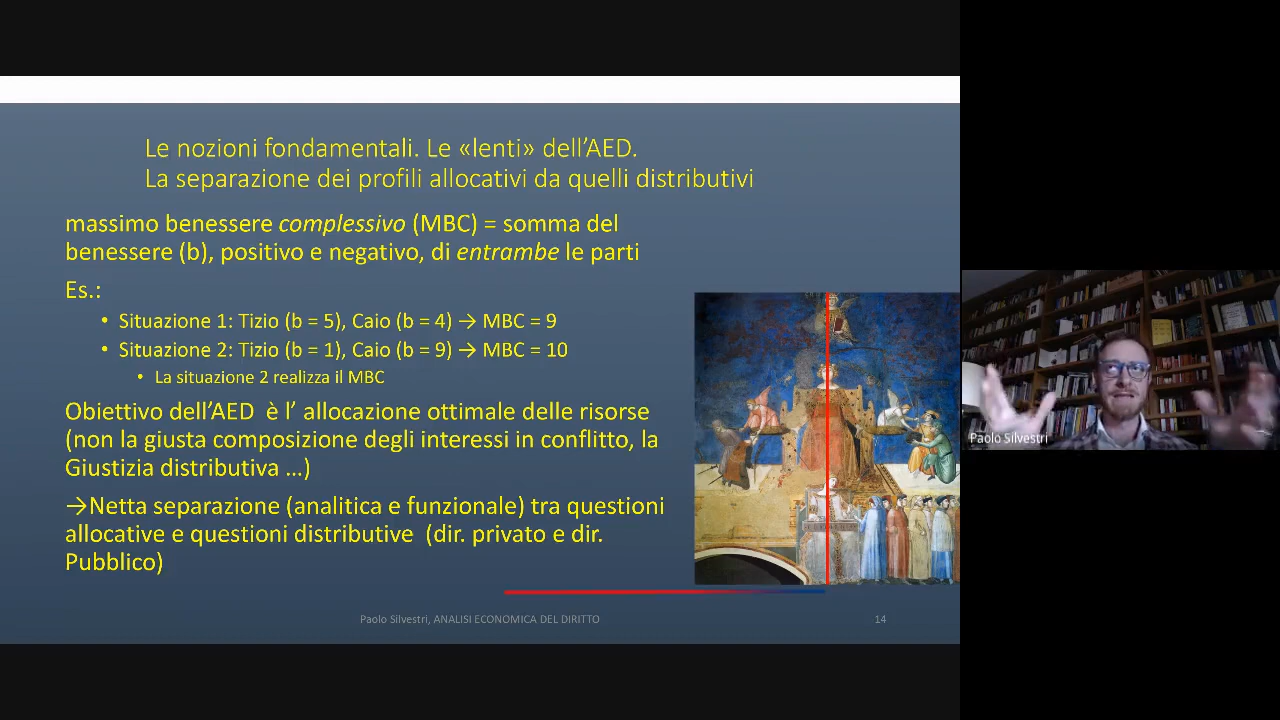 Le nozioni fondamentali. Le «lenti» dell'AED.
La separazione dei profili allocativi da quelli distributivi
massimo benessere complessivo (MBC) = somma del
benessere (b), positivo e negativo, di entrambe le parti
Es.:
• Situazione 1: Tizio (b = 5), Caio (b = 4) → MBC = 9
• Situazione 2: Tizio (b = 1), Caio (b = 9) → MBC = 10
• La situazione 2 realizza il MBC
Obiettivo dell'AED è l' allocazione ottimale delle risorse
(non la giusta composizione degli interessi in conflitto, la
Giustizia distributiva ...)
→Netta separazione (analitica e funzionale) tra questioni
allocative e questioni distributive (dir. privato e dir.
Pubblico)
Paolo Silvestri, ANALISI ECONOMICA DEL DIRITTO
14
Paolo Silvestri